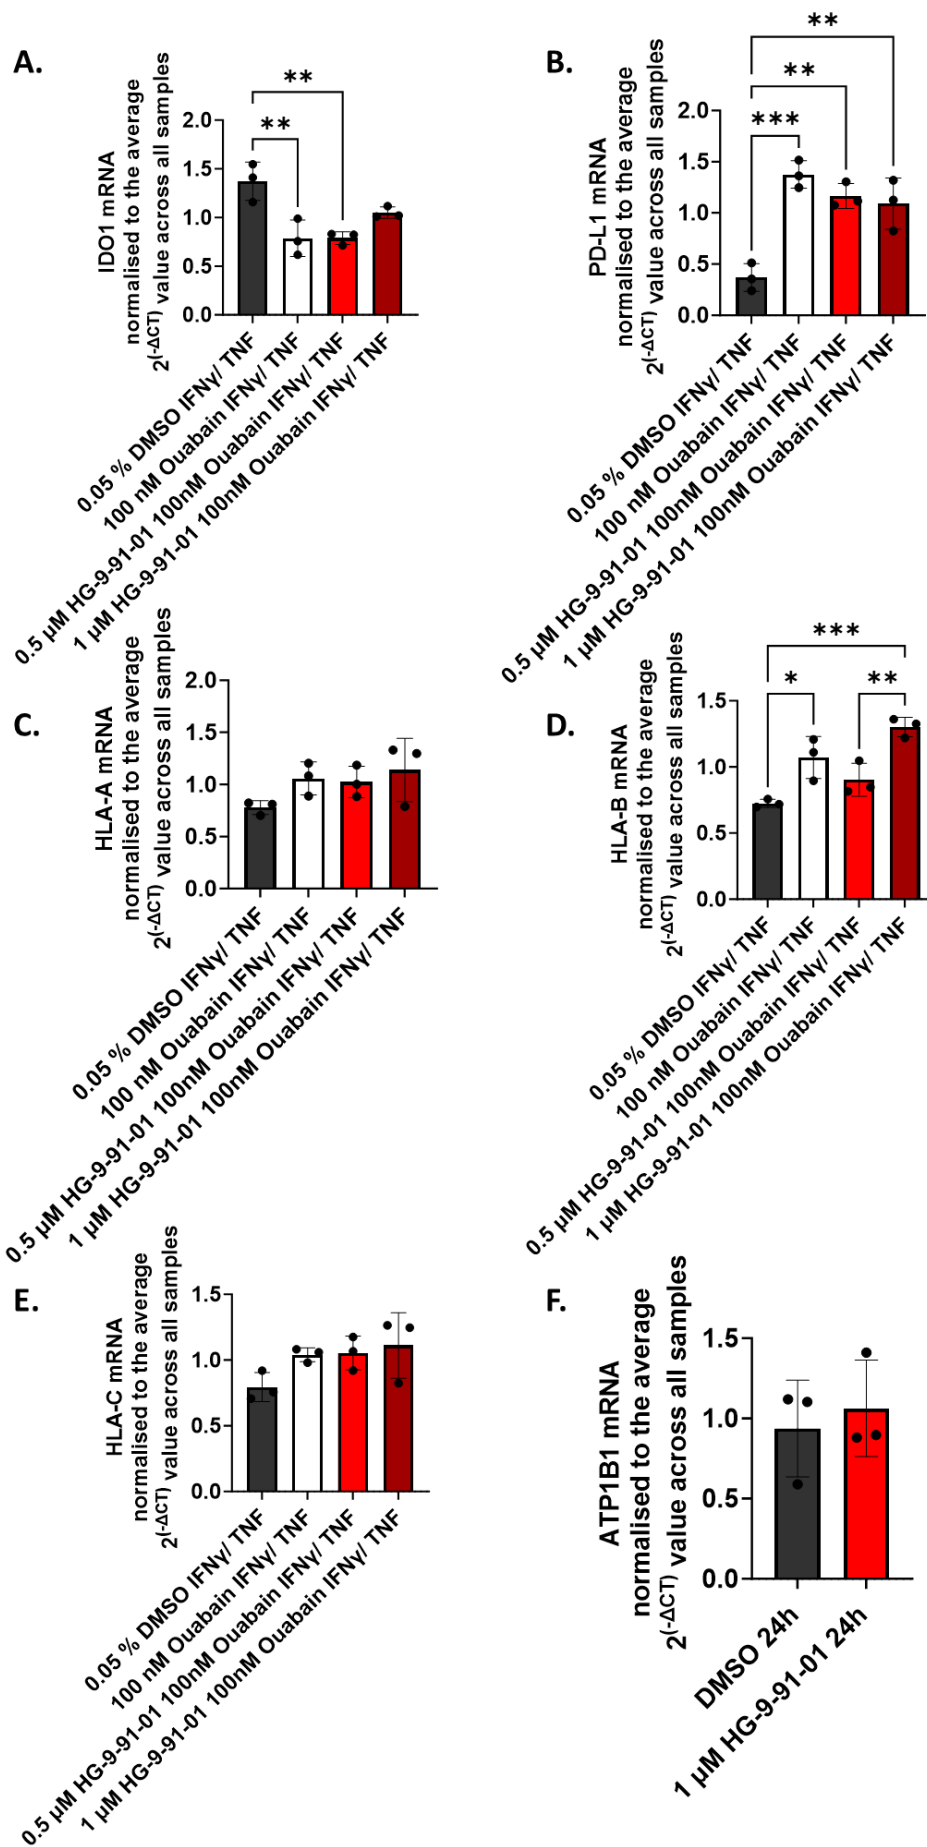 A.
IDO1 mRNA
normalised to the average
2(-ΔCT) value across all samples
**
**
2.0
1.5
1.0
0.5
0.0
0.05 % DMSO IFNγ/ TNF
100 nM Ouabain IFNγ/ TNF
0.5 µM HG-9-91-01 100nM Ouabain IFNγ/ TNF
1 µM HG-9-91-01 100nM Ouabain IFNγ/ TNF
B.
PD-L1 mRNA
normalised to the average
2(-ΔCT) value across all samples
**
**
***
2.0
1.5
1.0
0.5
0.0
0.05 % DMSO IFNγ/ TNF
100 nM Ouabain IFNγ/ TNF
0.5 µM HG-9-91-01 100nM Ouabain IFNγ/ TNF
1 µM HG-9-91-01 100nM Ouabain IFNγ/ TNF
C.
HLA-A mRNA
normalised to the average
2(-ΔCT) value across all samples
2.0
1.5
1.0
0.5
0.0
0.05 % DMSO IFNγ/ TNF
100 nM Ouabain IFNγ/ TNF
0.5 µM HG-9-91-01 100nM Ouabain IFNγ/ TNF
1 µM HG-9-91-01 100nM Ouabain IFNγ/ TNF
D.
HLA-B mRNA
normalised to the average
2(-ΔCT) value across all samples
***
*
**
1.5
1.0
0.5
0.0
0.05 % DMSO IFNγ/ TNF
100 nM Ouabain IFNγ/ TNF
0.5 µM HG-9-91-01 100nM Ouabain IFNγ/ TNF
1 µM HG-9-91-01 100nM Ouabain IFNγ/ TNF
E.
HLA-C mRNA
normalised to the average
2(-ΔCT) value across all samples
1.5
1.0
0.5
0.0
0.05 % DMSO IFNγ/ TNF
100 nM Ouabain IFNγ/ TNF
0.5 µM HG-9-91-01 100nM Ouabain IFNγ/ TNF
1 µM HG-9-91-01 100nM Ouabain IFNγ/ TNF
F.
ATP1B1 mRNA
normalised to the average
2(-ΔCT) value across all samples
1.5
1.0
0.5
0.0
DMSO 24h
1 µM HG-9-91-01 24h